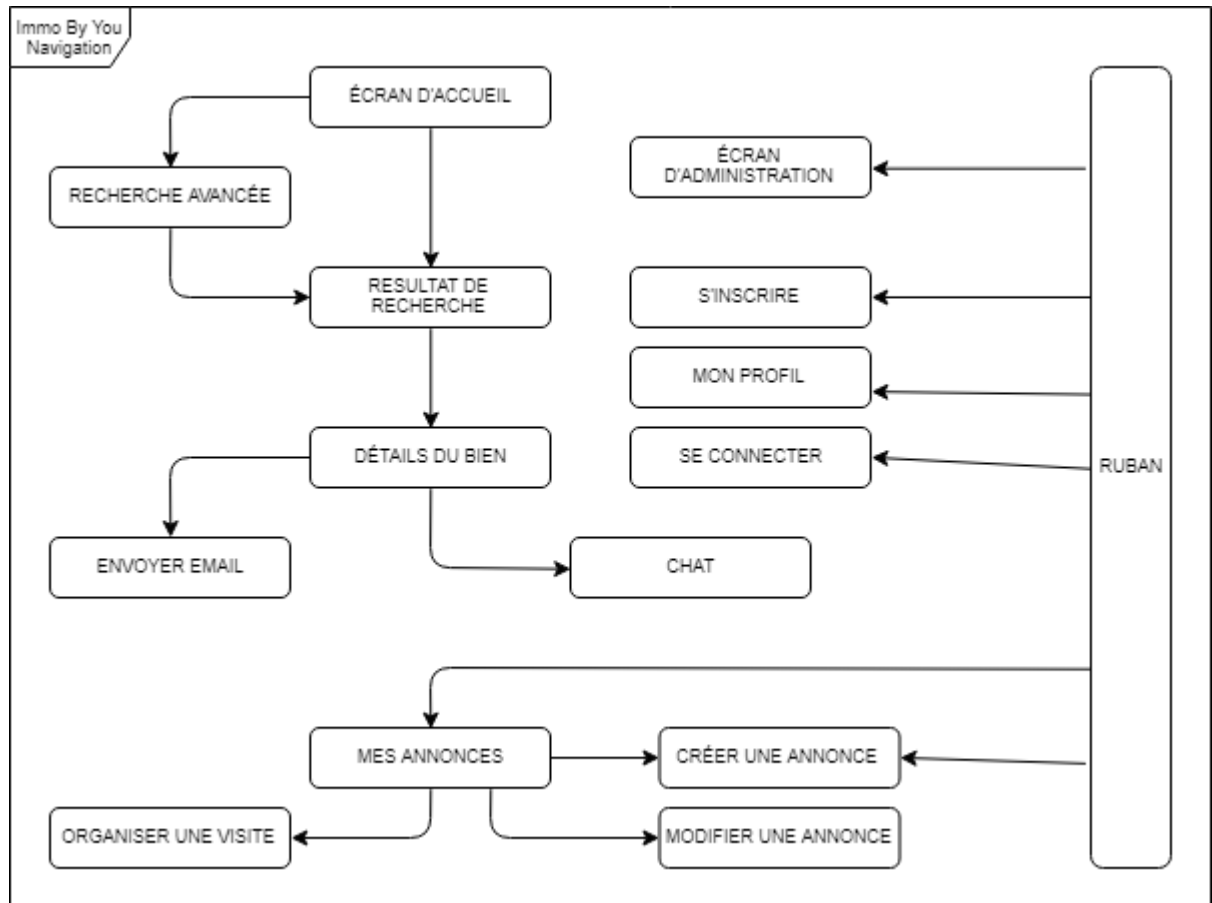 Immo By You
Navigation
ÉCRAN D'ACCUEIL
ÉCRAN
D'ADMINISTRATION
RECHERCHE AVANCÉE
RESULTAT DE
RECHERCHE
S'INSCRIRE
MON PROFIL
DÉTAILS DU BIEN
SE CONNECTER
RUBAN
ENVOYER EMAIL
CHAT
MES ANNONCES
CRÉER UNE ANNONCE
ORGANISER UNE VISITE
MODIFIER UNE ANNONCE